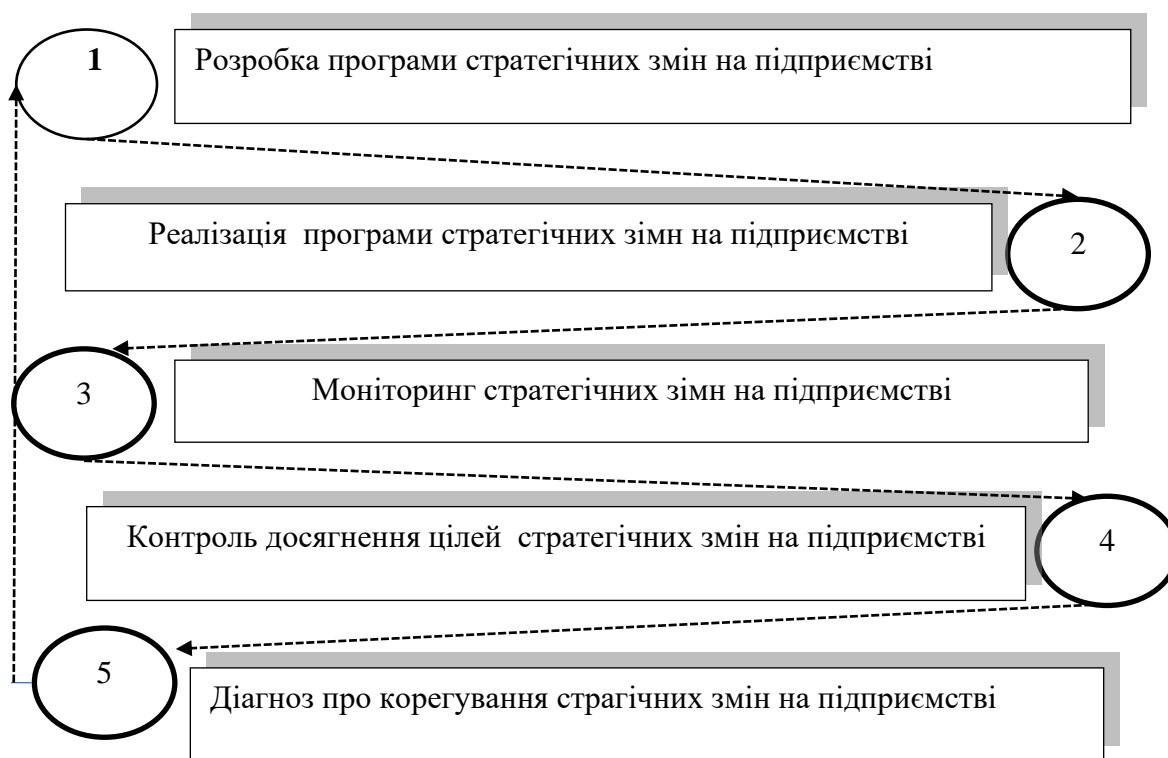 1
Розробка програми стратегічних змін на підприємстві
Реалізація програми стратегічних зімн на підприємстві
2
3
Моніторинг стратегічних зімн на підприємстві
Контроль досягнення цілей стратегічних змін на підприємстві
4
5
Діагноз про корегування страгічних змін на підприємстві